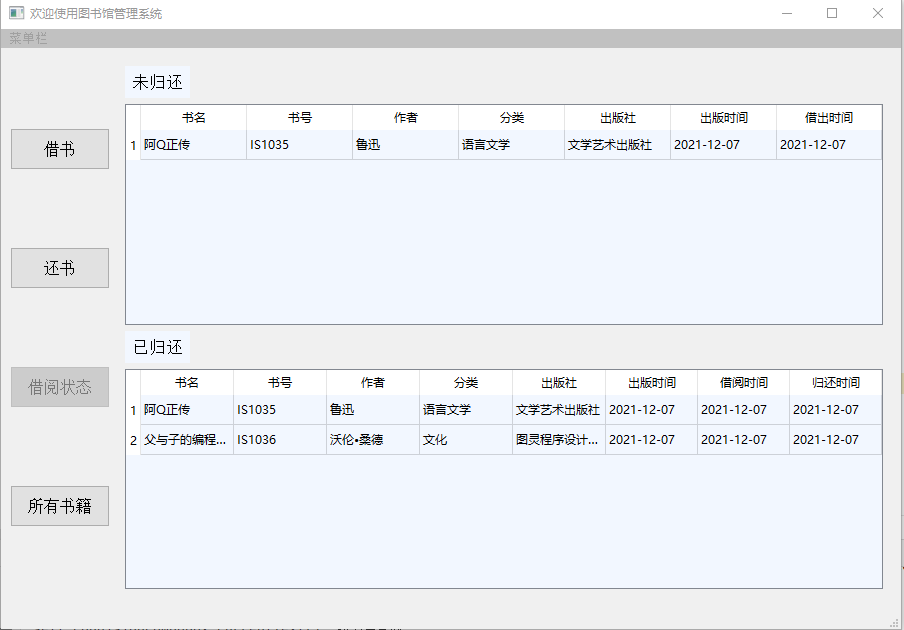 欢迎使用图书馆管理系统
菜单栏
未归还
书名 书号 作者 分类 出版社 出版时间 借出时间
1 阿Q正传 IS1035 鲁迅 语言文学 文学艺术出版社 2021-12-07 2021-12-07
借书
还书
已归还
书名 书号 作者 分类 出版社 出版时间 借阅时间 归还时间
借阅状态
1 阿Q正传 IS1035 鲁迅 语言文学 文学艺术出版社 2021-12-07 2021-12-07 2021-12-07
2 父与子的编程... IS1036 沃伦•桑德 文化 图灵程序设计... 2021-12-07 2021-12-07 2021-12-07
所有书籍